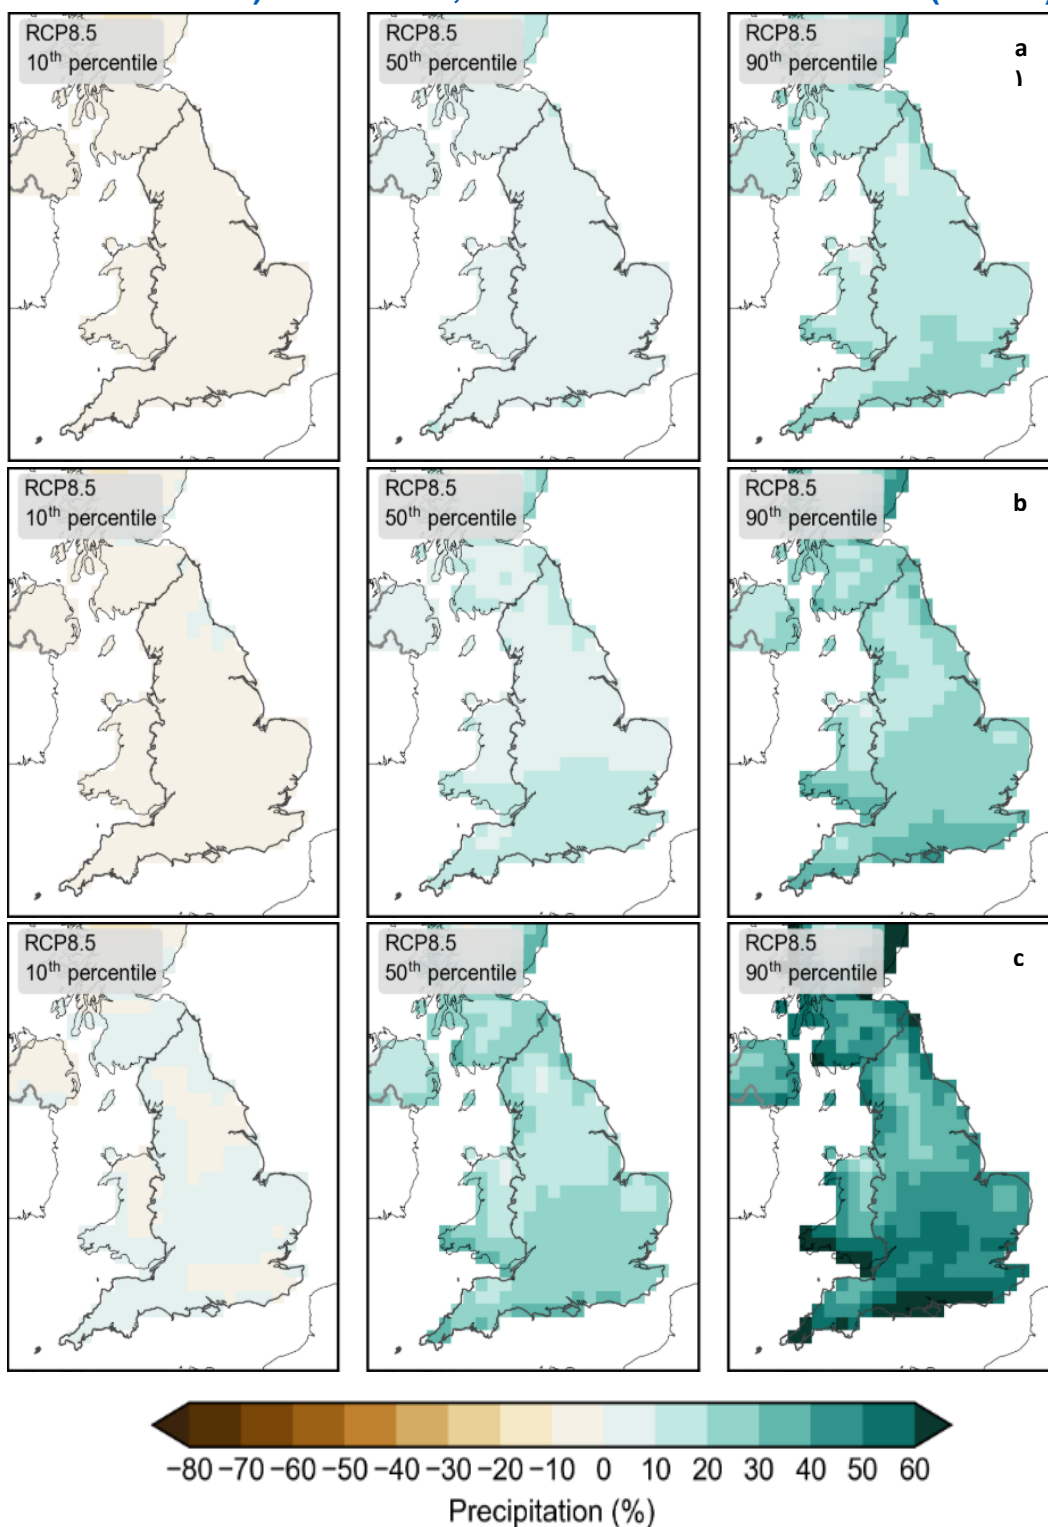 RCP8.5
10th percentile
RCP8.5
50th percentile
RCP8.5
90th percentile
a
)
RCP8.5
10th percentile
RCP8.5
50th percentile
RCP8.5
90th percentile
b
RCP8.5
10th percentile
RCP8.5
50th percentile
RCP8.5
90th percentile
c
−80 −70 −60 −50 −40 −30 −20 −10 0 10 20 30 40 50 60
Precipitation (%)